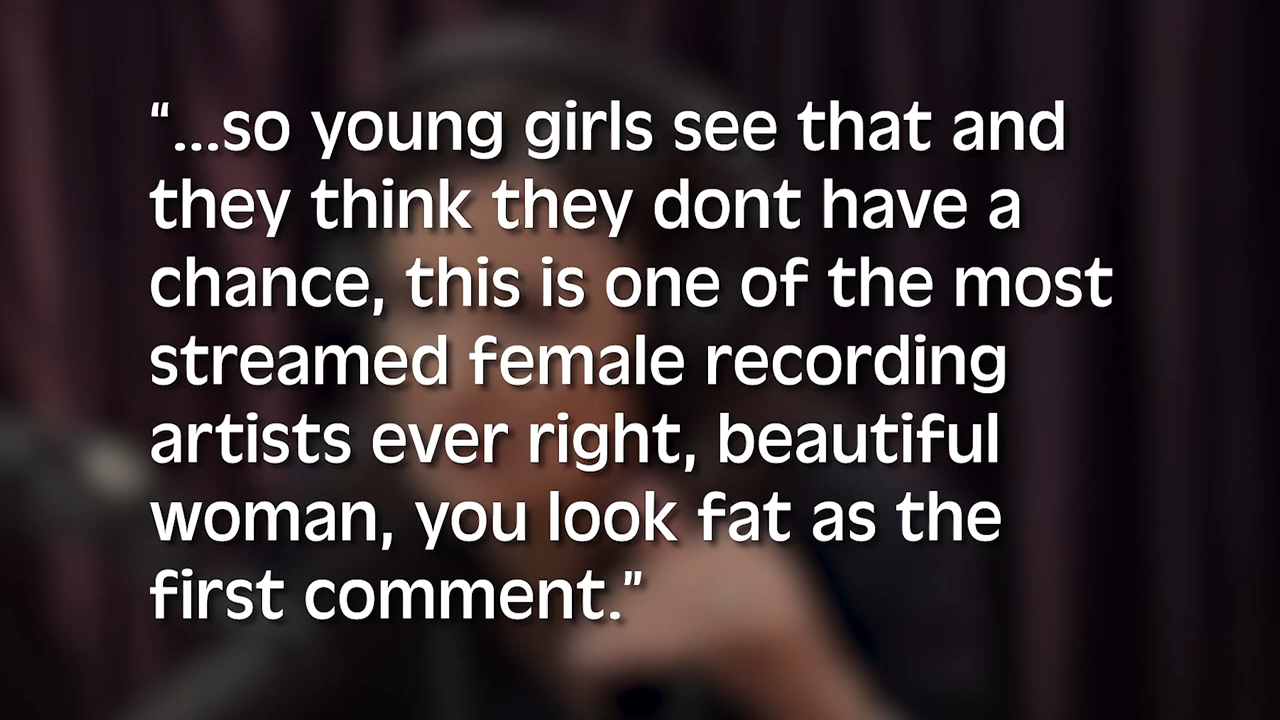 “...so young girls see that and
they think they dont have a
chance, this is one of the most
streamed female recording
artists ever right, beautiful
woman, you look fat as the
first comment.”